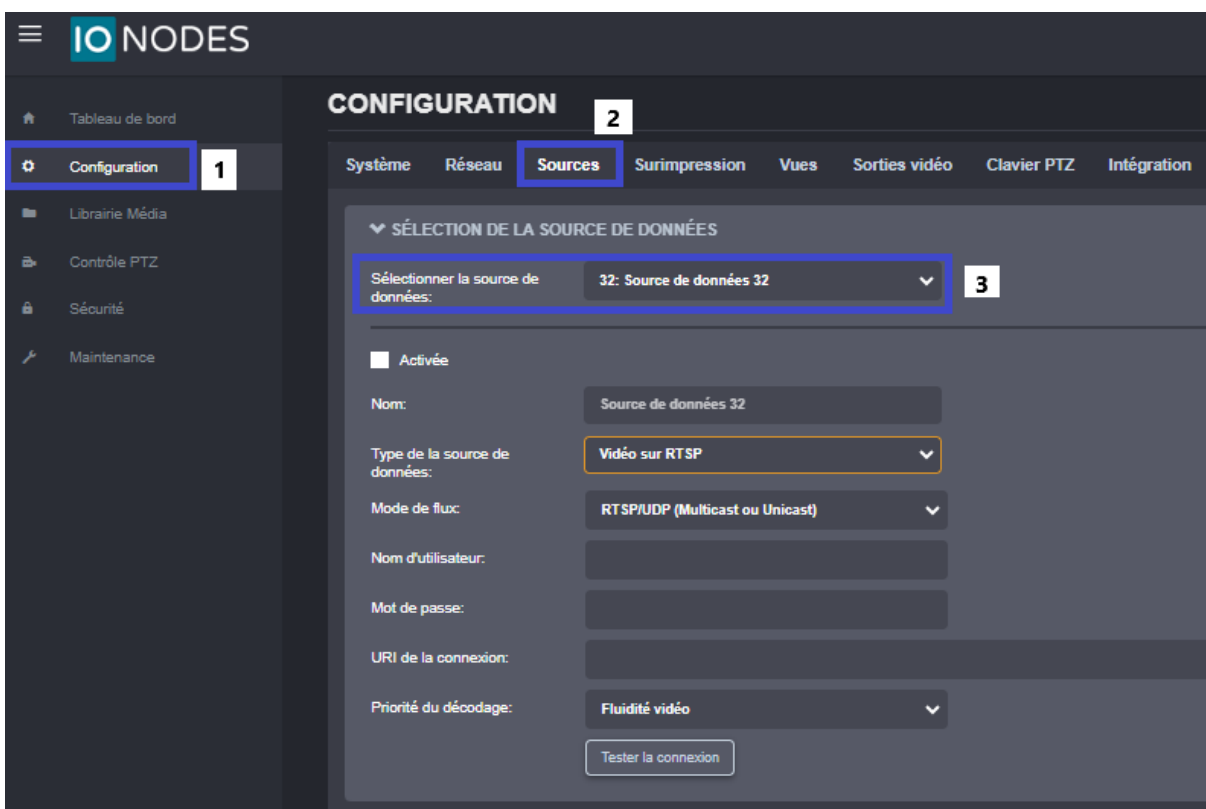 IO NODES
Tableau de bord
Configuration
1
Librairie Média
Contrôle PTZ
Sécurité
Maintenance
CONFIGURATION
2
Système Réseau Sources Surimpression Vues Sorties vidéo Clavier PTZ Intégration
SÉLECTION DE LA SOURCE DE DONNÉES
Sélectionner la source de
données:
32: Source de données 32
3
Activée
Nom:
Source de données 32
Type de la source de
données:
Vidéo sur RTSP
Mode de flux:
RTSP/UDP (Multicast ou Unicast)
Nom d'utilisateur:
Mot de passe:
URI de la connexion:
Priorité du décodage:
Fluidité vidéo
Tester la connexion